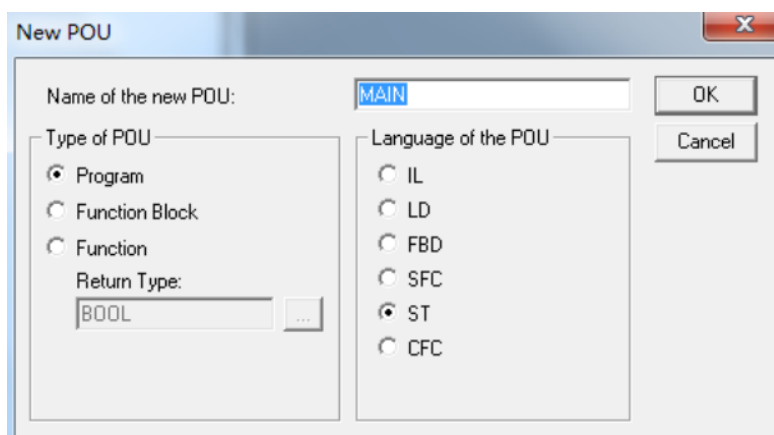 New POU
Name of the new POU:
MAIN
OK
Cancel
Type of POU
Program
Function Block
Function
Return Type:
BOOL
...
Language of the POU
IL
LD
FBD
SFC
ST
CFC